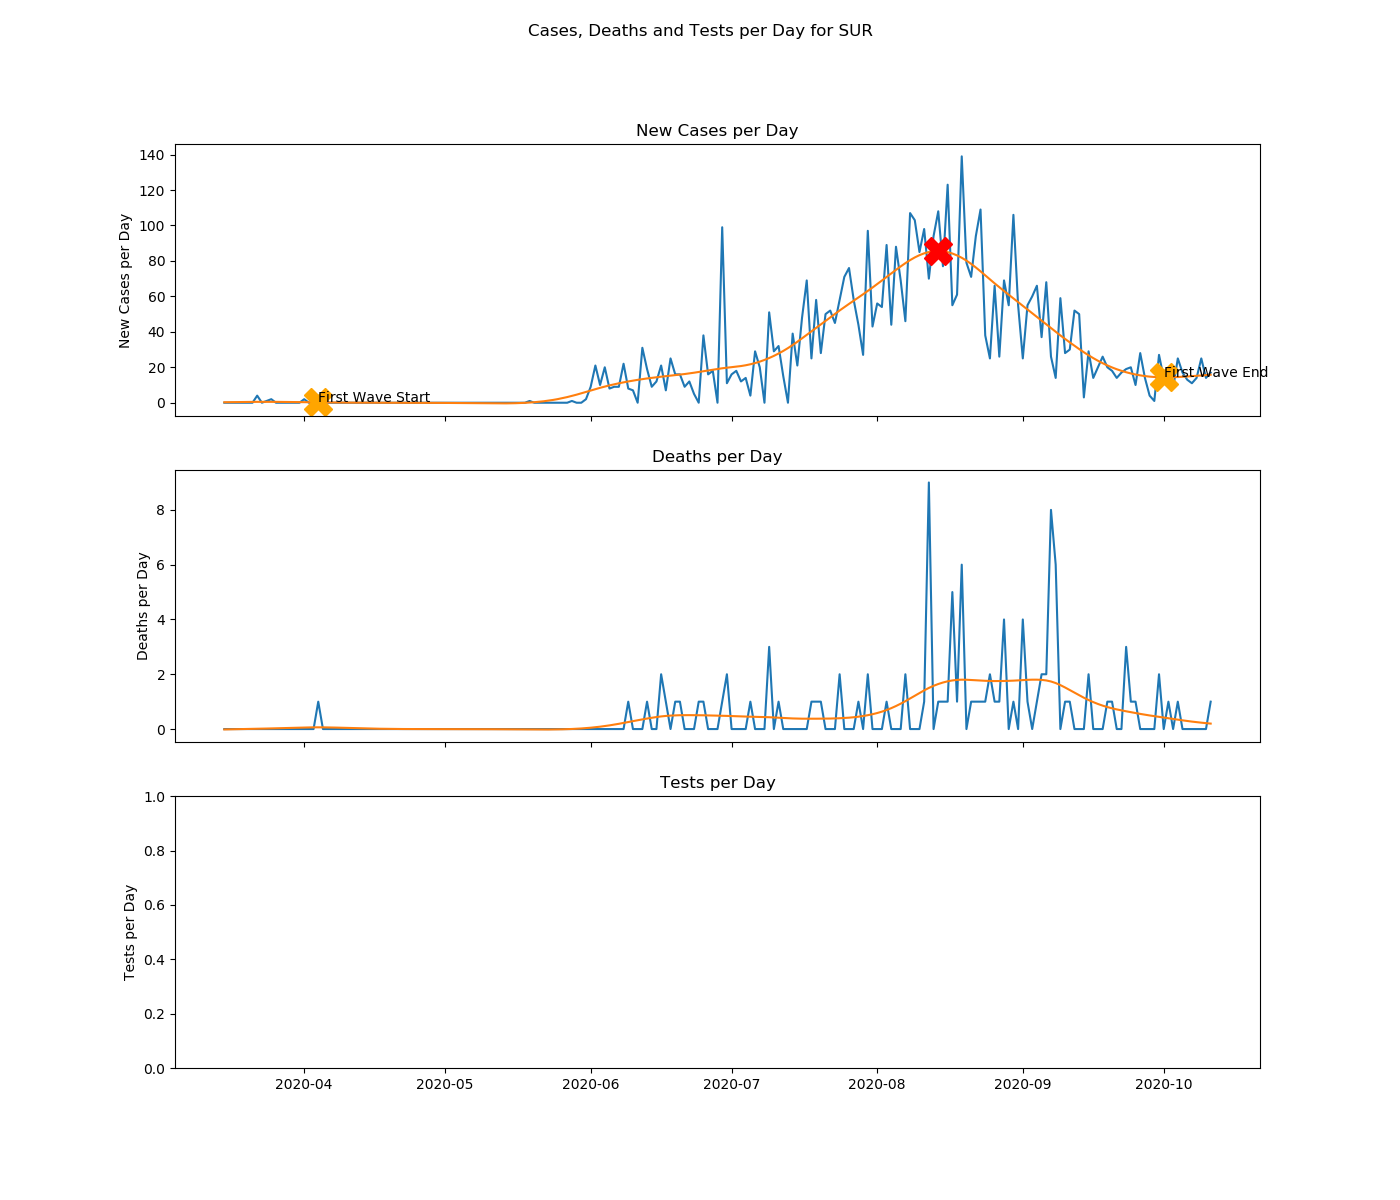 Cases, Deaths and Tests per Day for SUR
New Cases per Day
New Cases per Day
140
120
100
80
60
40
20
0
First Wave Start
First Wave End
Deaths per Day
Deaths per Day
8
6
4
2
0
Tests per Day
Tests per Day
1.0
0.8
0.6
0.4
0.2
0.0
2020-04 2020-05 2020-06 2020-07 2020-08 2020-09 2020-10